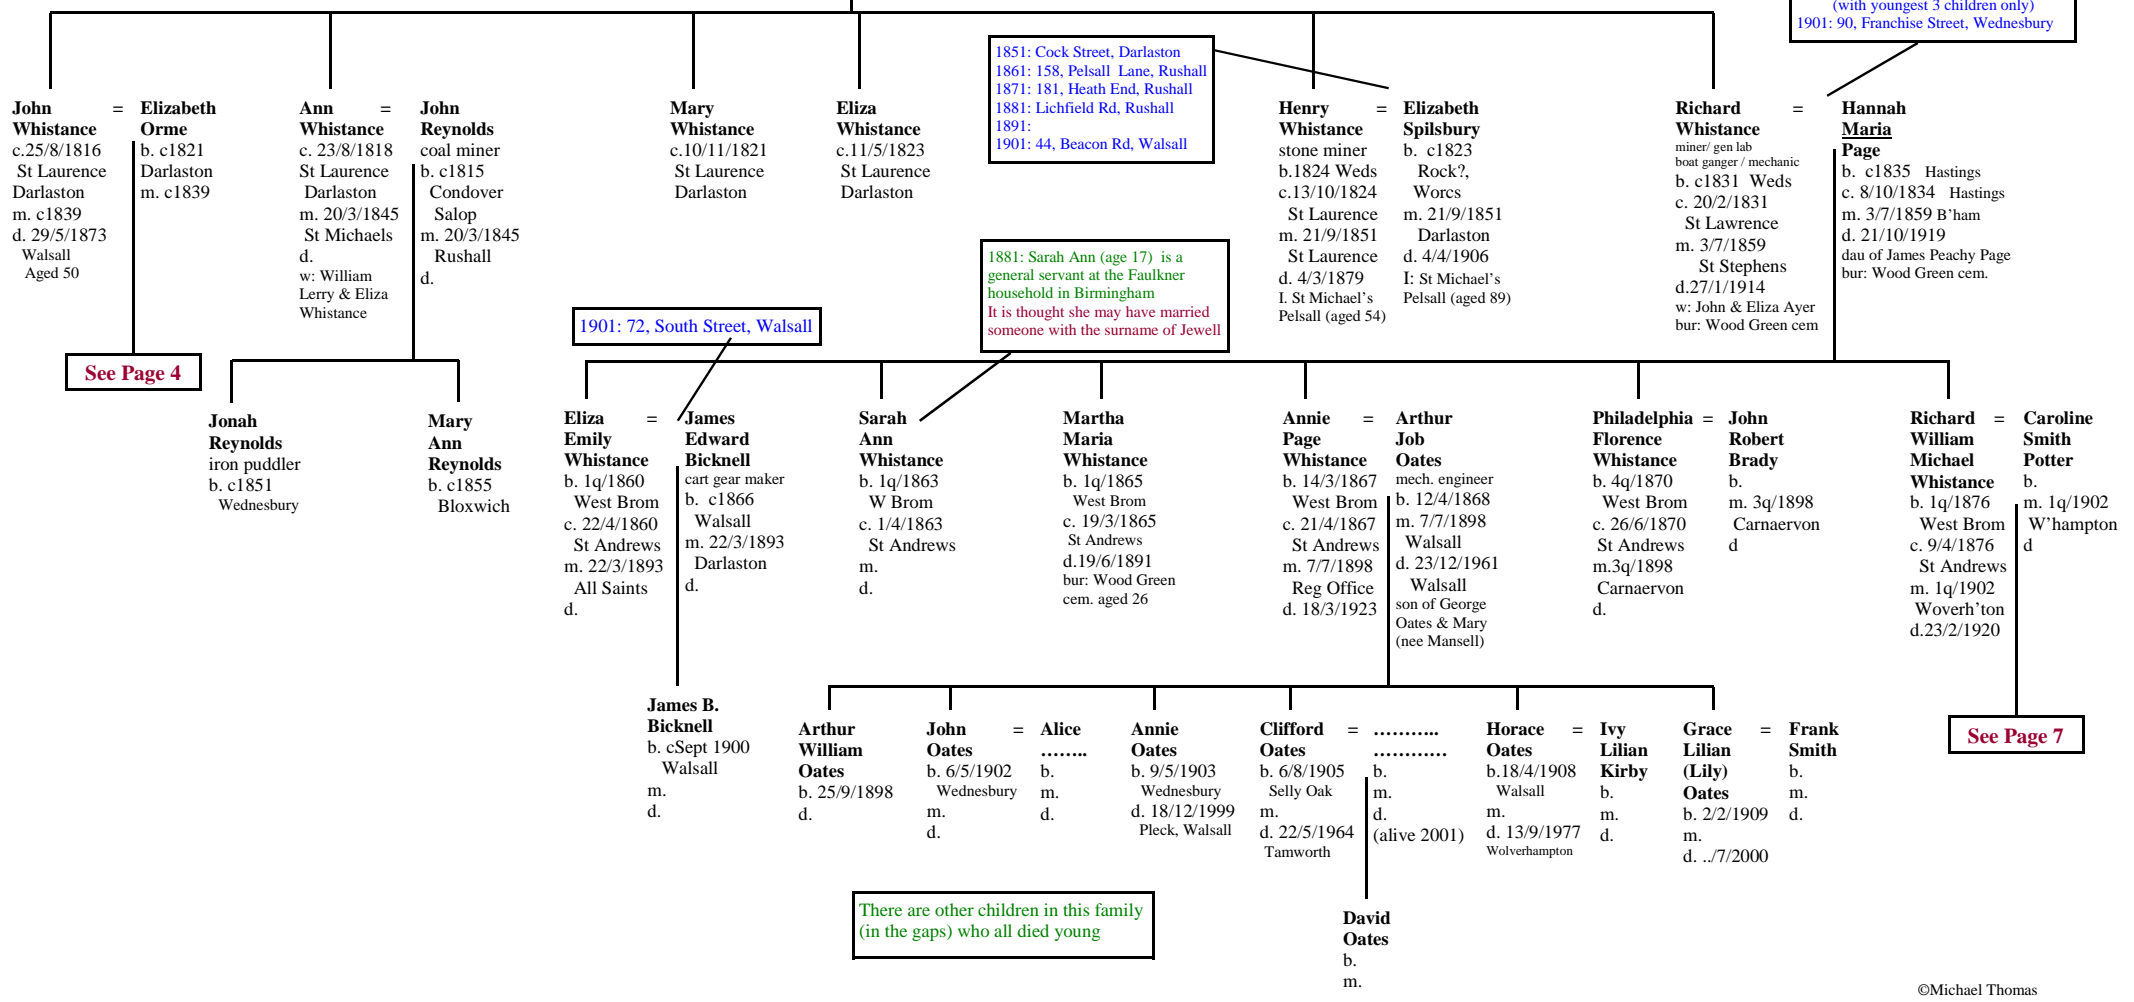 (with youngest 3 children only)
1901: 90, Franchise Street, Wednesbury
1851: Cock Street, Darlaston
1861: 158, Pelsall Lane, Rushall
1871: 181, Heath End, Rushall
1881: Lichfield Rd, Rushall
1891:
1901: 44, Beacon Rd, Walsall
John =
Whistance
c.25/8/1816
St Laurence
Darlaston
m. c1839
d. 29/5/1873
Walsall
Aged 50
Elizabeth
Orme
b. c1821
Darlaston
m. c1839
See Page 4
Ann =
Whistance
c. 23/8/1818
St Laurence
Darlaston
m. 20/3/1845
St Michaels
d.
w: William
Lerry & Eliza
Whistance
John
Reynolds
coal miner
b. c1815
Condover
Salop
m. 20/3/1845
Rushall
d.
Mary
Whistance
c.10/11/1821
St Laurence
Darlaston
Eliza
Whistance
c.11/5/1823
St Laurence
Darlaston
Henry =
Whistance
stone miner
b.1824 Weds
c.13/10/1824
St Laurence
m. 21/9/1851
St Laurence
d. 4/3/1879
I. St Michael's
Pelsall (aged 54)
Elizabeth
Spilsbury
b. c1823
Rock?,
Worcs
m. 21/9/1851
Darlaston
d. 4/4/1906
I: St Michael's
Pelsall (aged 89)
Richard =
Whistance
miner/ gen lab
boat ganger / mechanic
b. c1831 Weds
c. 20/2/1831
St Lawrence
m. 3/7/1859
St Stephens
d.27/1/1914
w: John & Eliza Ayer
bur: Wood Green cem
Hannah
Maria
Page
b. c1835 Hastings
c. 8/10/1834 Hastings
m. 3/7/1859 B'ham
d. 21/10/1919
dau of James Peachy Page
bur: Wood Green cem.
1881: Sarah Ann (age 17) is a
general servant at the Faulkner
household in Birmingham
It is thought she may have married
someone with the surname of Jewell
1901: 72, South Street, Walsall
Jonah
Reynolds
iron puddler
b. c1851
Wednesbury
Mary
Ann
Reynolds
b. c1855
Bloxwich
Eliza =
Emily
Whistance
b. 1q/1860
West Brom
c. 22/4/1860
St Andrews
m. 22/3/1893
All Saints
d.
James
Edward
Bicknell
cart gear maker
b. c1866
Walsall
m. 22/3/1893
Darlaston
d.
Sarah
Ann
Whistance
b. 1q/1863
W Brom
c. 1/4/1863
St Andrews
m.
d.
Martha
Maria
Whistance
b. 1q/1865
West Brom
c. 19/3/1865
St Andrews
d.19/6/1891
bur: Wood Green
cem. aged 26
Annie =
Page
Whistance
b. 14/3/1867
West Brom
c. 21/4/1867
St Andrews
m. 7/7/1898
Reg Office
d. 18/3/1923
Arthur
Job
Oates
mech. engineer
b. 12/4/1868
m. 7/7/1898
Walsall
d. 23/12/1961
Walsall
son of George
Oates & Mary
(nee Mansell)
Philadelphia =
Florence
Whistance
b. 4q/1870
West Brom
c. 26/6/1870
St Andrews
m.3q/1898
Carnaervon
d.
John
Robert
Brady
b.
m. 3q/1898
Carnaervon
d
Richard =
William
Michael
Whistance
b. 1q/1876
West Brom
c. 9/4/1876
St Andrews
m. 1q/1902
Woverh'ton
d.23/2/1920
Caroline
Smith
Potter
b.
m. 1q/1902
W'hampton
d
See Page 7
James B.
Bicknell
b. cSept 1900
Walsall
m.
d.
Arthur
William
Oates
b. 25/9/1898
d.
John =
Oates
b. 6/5/1902
Wednesbury
m.
d.
Alice
……..
b.
m.
d.
Annie
Oates
b. 9/5/1903
Wednesbury
d. 18/12/1999
Pleck, Walsall
Clifford =
Oates
b. 6/8/1905
Selly Oak
m.
d. 22/5/1964
Tamworth
………..
…………
b.
m.
d.
(alive 2001)
Horace =
Oates
b.18/4/1908
Walsall
m.
d. 13/9/1977
Wolverhampton
Ivy
Lilian
Kirby
b.
m.
d.
Grace =
Lilian
(Lily)
Oates
b. 2/2/1909
m.
d. ../7/2000
Frank
Smith
b.
m.
d.
There are other children in this family
(in the gaps) who all died young
David
Oates
b.
m.
©Michael Thomas